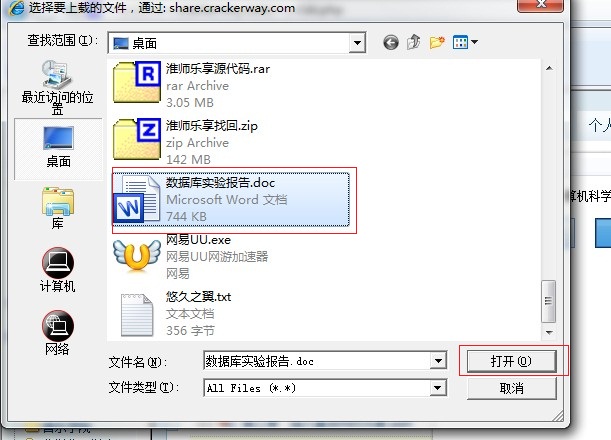 选择要上载的文件，通过: share.crackerway.com
查找范围(I):
桌面
最近访问的位置
桌面
库
计算机
网络
淮师乐享源代码.rar
rar Archive
3.05 MB
淮师乐享找回.zip
zip Archive
142 MB
数据库实验报告.doc
Microsoft Word 文档
744 KB
网易UU.exe
网易UU网游加速器
网易
悠久之翼.txt
文本文档
356 字节
文件名(N):
数据库实验报告.doc
打开(O)
文件类型(T):
All Files (*.*)
取消
个人
算机科学